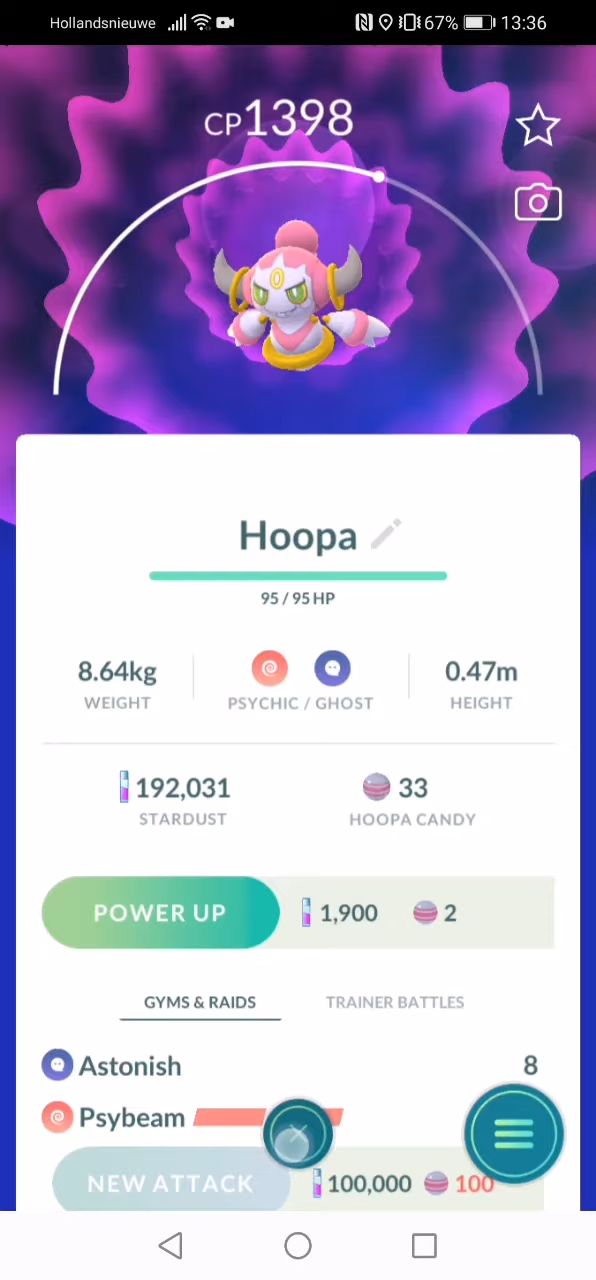 Hollandsnieuwe 67% 13:36
CP1398
Hoopa
95 / 95 HP
8.64kg 0.47m
WEIGHT PSYCHIC / GHOST HEIGHT
192,031 33
STARDUST HOOPA CANDY
POWER UP 1,900 2
GYMS & RAIDS TRAINER BATTLES
Astonish 8
Psybeam
NEW ATTACK 100,000 100